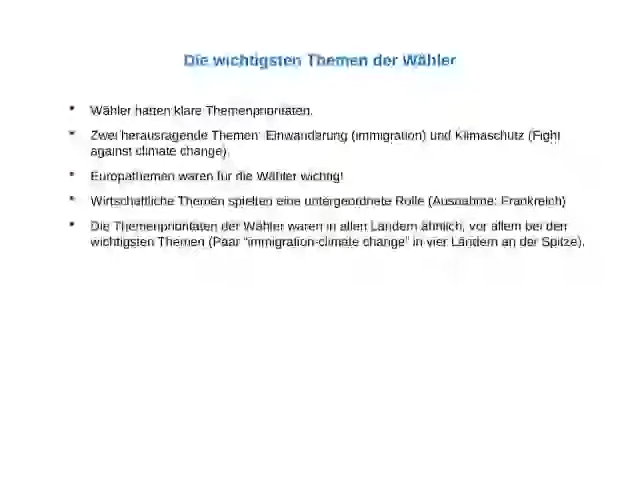 Die wichtigsten Themen der Wähler
* Wähler hatten klare Themenprioritäten.
* Zwei herausragende Themen: Einwanderung (immigration) und Klimaschutz (Fight
against climate change).
* Europathemen waren für die Wähler wichtig!
* Wirtschaftliche Themen spielten eine untergeordnete Rolle (Ausnahme: Frankreich)
* Die Themenprioritäten der Wähler waren in allen Ländern ähnlich, vor allem bei den
wichtigsten Themen (Paar "immigration-climate change" in vier Ländern an der Spitze).